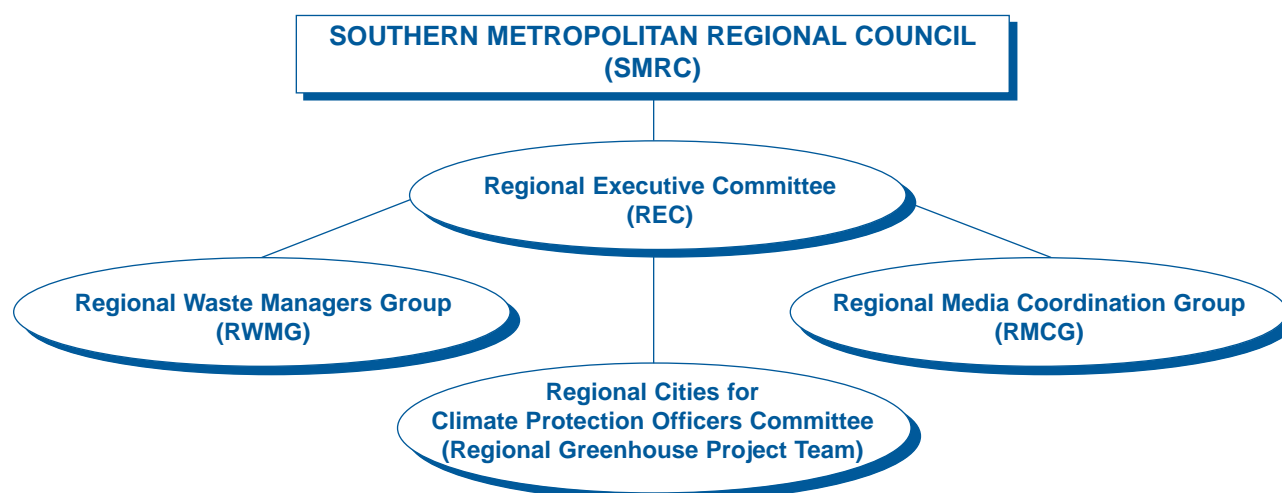 SOUTHERN METROPOLITAN REGIONAL COUNCIL
(SMRC)
Regional Executive Committee
(REC)
Regional Waste Managers Group
(RWMG)
Regional Media Coordination Group
(RMCG)
Regional Cities for
Climate Protection Officers Committee
(Regional Greenhouse Project Team)